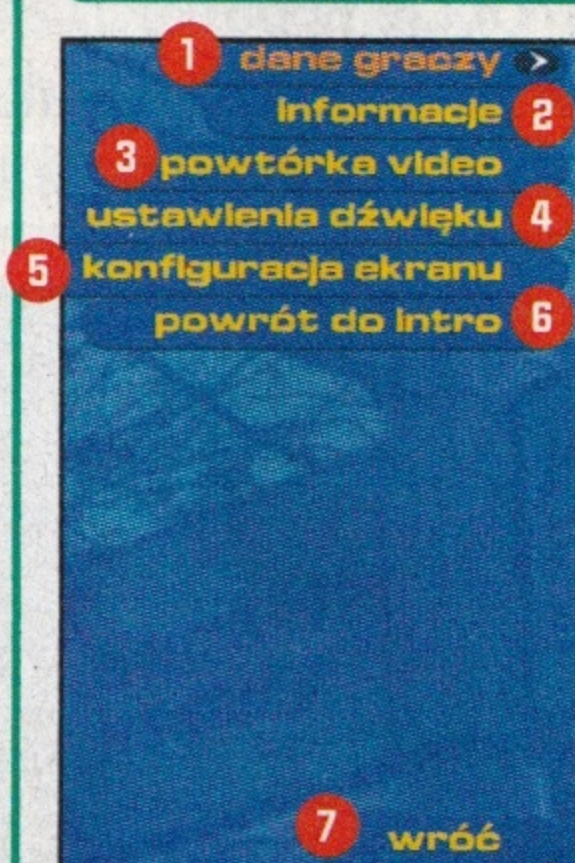 1 dane graczy >
informacje 2
3 powtórka video
ustawienia dźwięku 4
5 konfiguracja ekranu
powrót do intro 6
7 wróć